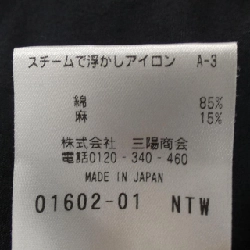 スチームで浮かしアイロン A-3
綿 85%
麻 15%
株式会社 三陽商会
電話0120-340-460
MADE IN JAPAN
01602-01 NTW